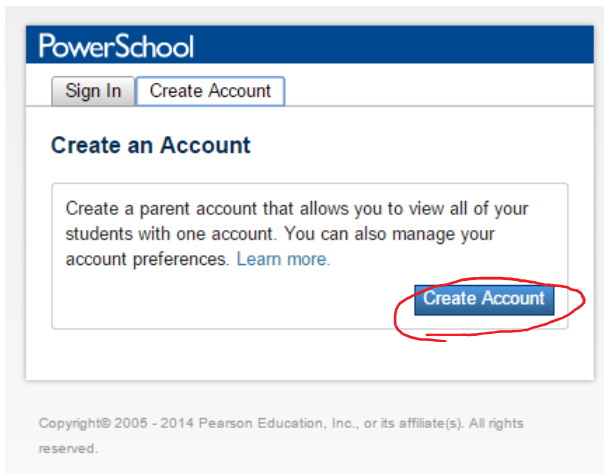 PowerSchool
Sign In Create Account
Create an Account
Create a parent account that allows you to view all of your
students with one account. You can also manage your
account preferences. Learn more.
Create Account
Copyright© 2005 - 2014 Pearson Education, Inc., or its affiliate(s). All rights
reserved.